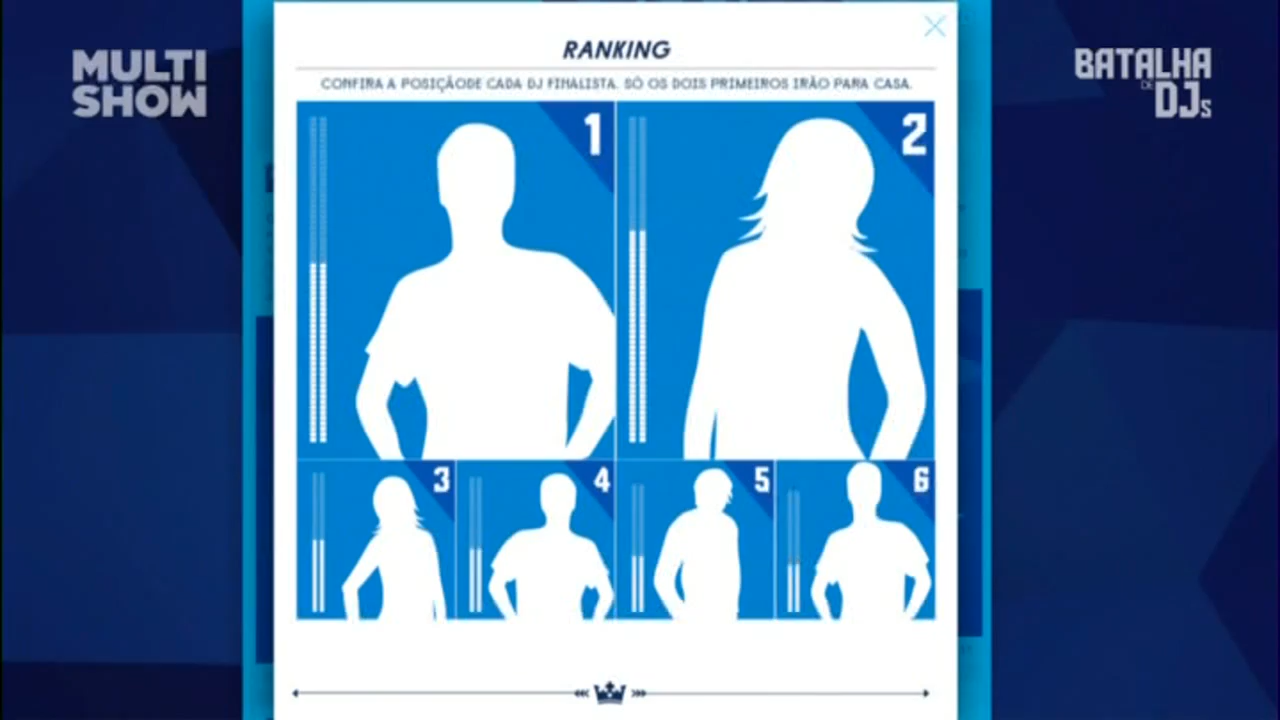 MULTI
SHOW
BATALHA
DE
DJs
RANKING
CONFIRA A POSIÇÃODE CADA DJ FINALISTA. SÓ OS DOIS PRIMEIROS IRÃO PARA CASA.
1
2
3
4
5
6